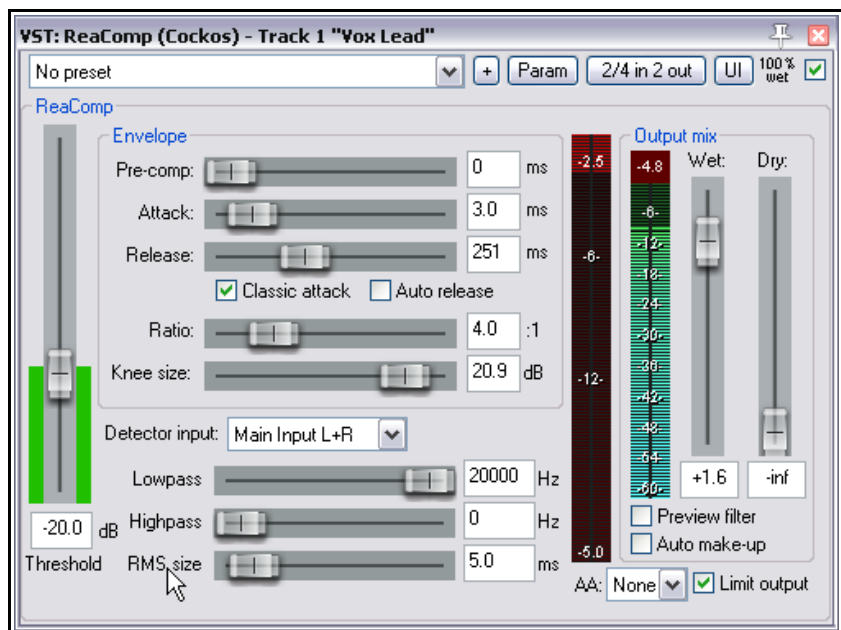 VST: ReaComp (Cockos) - Track 1 "Vox Lead"
No preset
+
Param
2/4 in 2 out
UI
100 % wet
ReaComp
Envelope
Pre-comp: 0 ms
Attack: 3.0 ms
Release: 251 ms
Classic attack
Auto release
Ratio: 4.0 :1
Knee size: 20.9 dB
Detector input: Main Input L+R
Lowpass 20000 Hz
Highpass 0 Hz
RMS size 5.0 ms
-20.0 dB
Threshold
-2.5
-6-
-12-
-5.0
Output mix
Wet: Dry:
-4.8
-6-
-12-
-18-
-24-
-30-
-36-
-42-
-48-
-54-
-60-
+1.6 -inf
Preview filter
Auto make-up
AA: None
Limit output